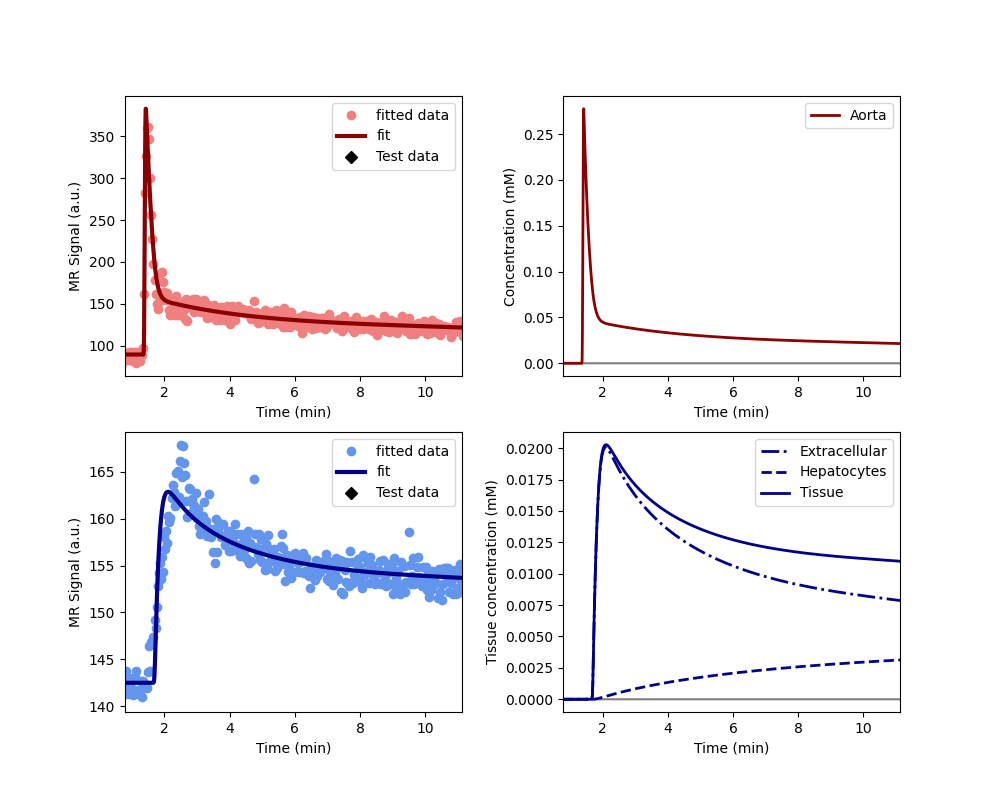 MR Signal (a.u.)
350
300
250
200
150
100
2 4 6 8 10
Time (min)
fitted data
fit
Test data
Concentration (mM)
0.25
0.20
0.15
0.10
0.05
0.00
2 4 6 8 10
Time (min)
Aorta
MR Signal (a.u.)
165
160
155
150
145
140
2 4 6 8 10
Time (min)
fitted data
fit
Test data
Tissue concentration (mM)
0.0200
0.0175
0.0150
0.0125
0.0100
0.0075
0.0050
0.0025
0.0000
2 4 6 8 10
Time (min)
Extracellular
Hepatocytes
Tissue